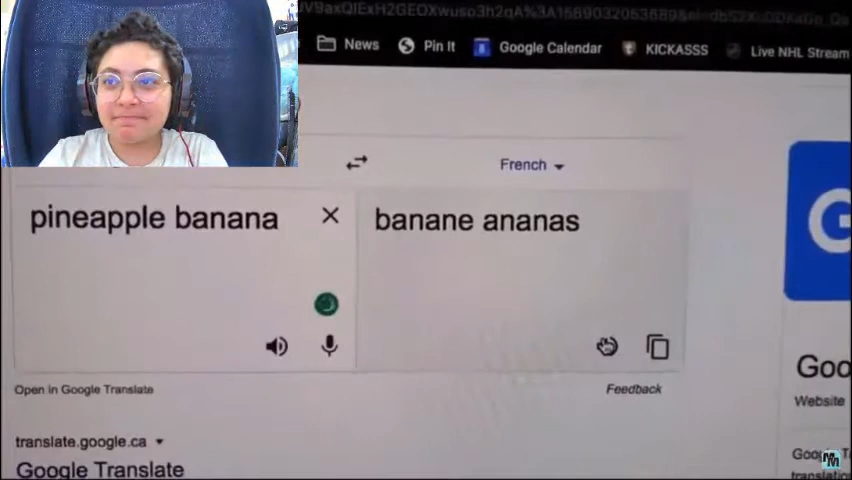 News Pin It Google Calendar KICKASSS Live NHL Stream
French
pineapple banana
banane ananas
Open in Google Translate
Feedback
translate.google.ca
Google Translate
Goo
Website
G
MM